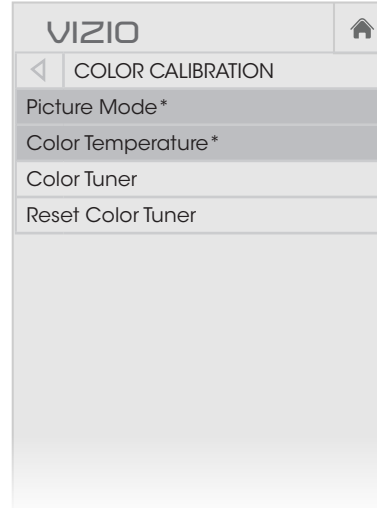 VIZIO
COLOR CALIBRATION
Picture Mode*
Color Temperature*
Color Tuner
Reset Color Tuner